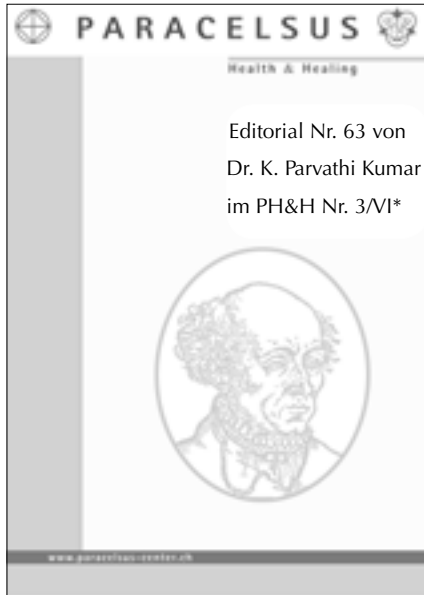 PARACELSUS
Health & Healing
Editorial Nr. 63 von
Dr. K. Parvathi Kumar
im PH&H Nr. 3/VI*
www.paracelsus-center.ch